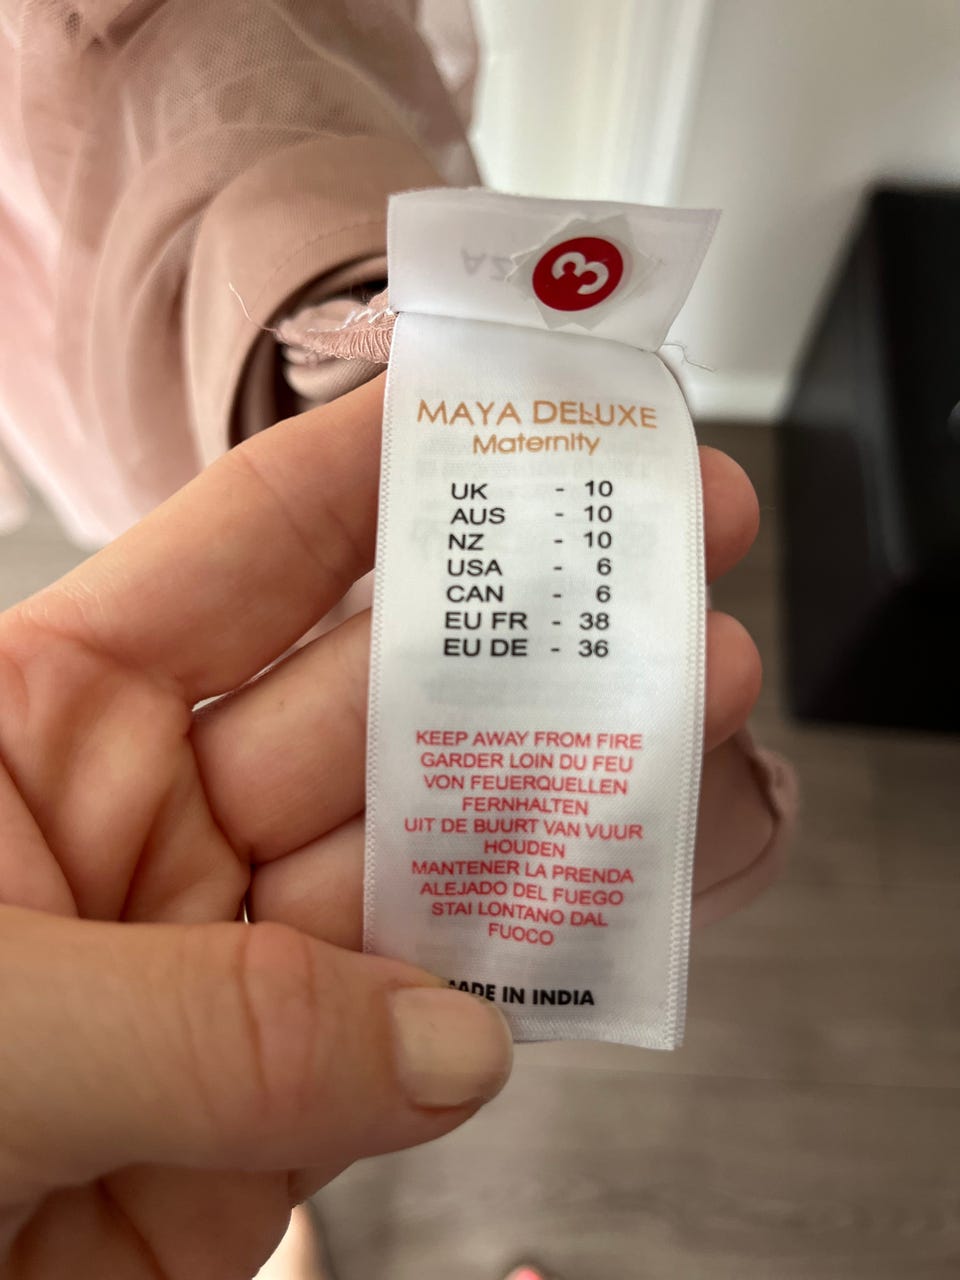 3
MAYA DELUXE
Maternity
UK - 10
AUS - 10
NZ - 10
USA - 6
CAN - 6
EU FR - 38
EU DE - 36
KEEP AWAY FROM FIRE
GARDER LOIN DU FEU
VON FEUERQUELLEN
FERNHALTEN
UIT DE BUURT VAN VUUR
HOUDEN
MANTENER LA PRENDA
ALEJADO DEL FUEGO
STAI LONTANO DAL
FUOCO
MADE IN INDIA